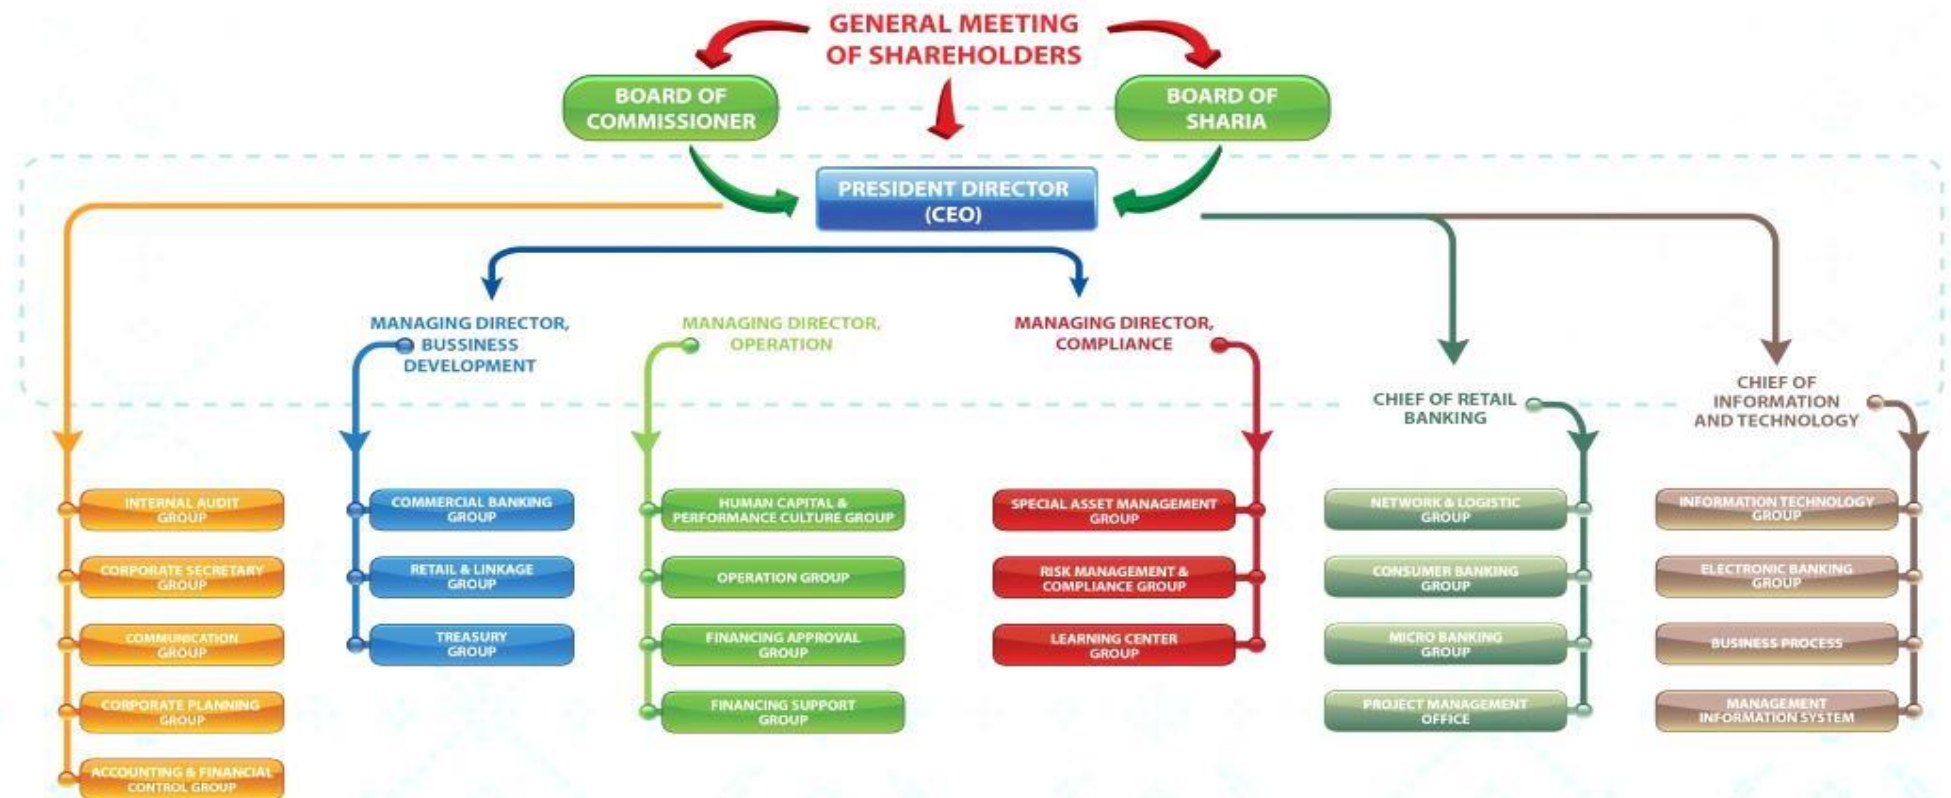 GENERAL MEETING
OF SHAREHOLDERS
BOARD OF
COMMISSIONER
BOARD OF
SHARIA
PRESIDENT DIRECTOR
(CEO)
MANAGING DIRECTOR,
BUSSINESS
DEVELOPMENT
MANAGING DIRECTOR,
OPERATION
MANAGING DIRECTOR,
COMPLIANCE
CHIEF OF RETAIL
BANKING
CHIEF OF
INFORMATION
AND TECHNOLOGY
INTERNAL AUDIT
GROUP
CORPORATE SECRETARY
GROUP
COMMUNICATION
GROUP
CORPORATE PLANNING
GROUP
ACCOUNTING & FINANCIAL
CONTROL GROUP
COMMERCIAL BANKING
GROUP
RETAIL & LINKAGE
GROUP
TREASURY
GROUP
HUMAN CAPITAL &
PERFORMANCE CULTURE GROUP
OPERATION GROUP
FINANCING APPROVAL
GROUP
FINANCING SUPPORT
GROUP
SPECIAL ASSET MANAGEMENT
GROUP
RISK MANAGEMENT &
COMPLIANCE GROUP
LEARNING CENTER
GROUP
NETWORK & LOGISTIC
GROUP
CONSUMER BANKING
GROUP
MICRO BANKING
GROUP
PROJECT MANAGEMENT
OFFICE
INFORMATION TECHNOLOGY
GROUP
ELECTRONIC BANKING
GROUP
BUSINESS PROCESS
MANAGEMENT
INFORMATION SYSTEM